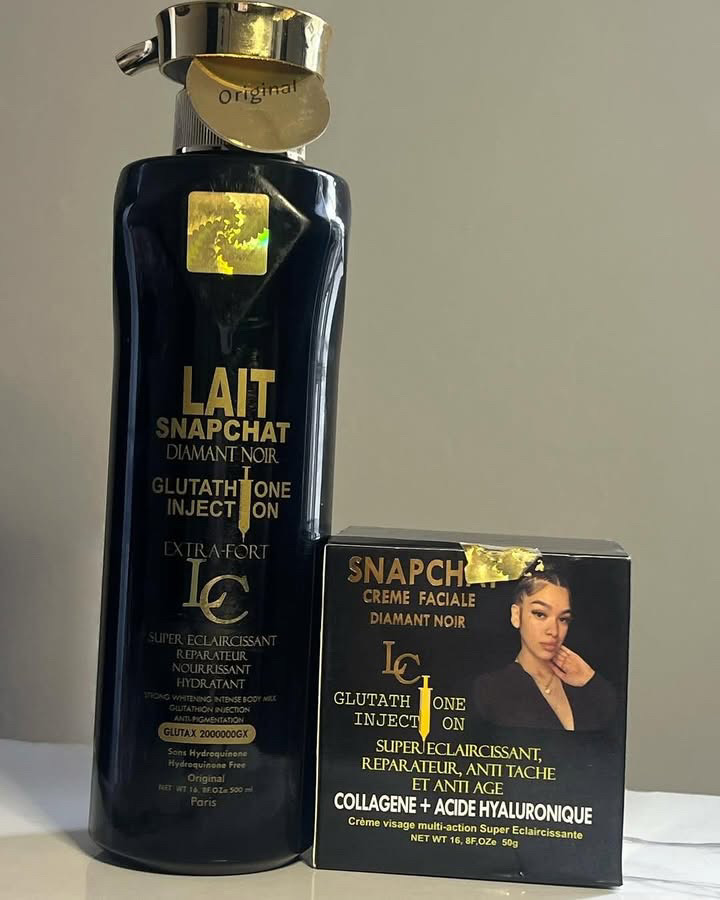 Original
LAIT
SNAPCHAT
DIAMANT NOIR
GLUTATHIONE
INJECTION
EXTRA-FORT
LC
SUPER ECLAIRCISSANT
REPARATEUR
NOURRISSANT
HYDRATANT
STRONG WHITENING INTENSE BODY MILK
GLUTATHION INJECTION
ANTI-PIGMENTATION
GLUTAX 2000000GX
Sans Hydroquinone
Hydroquinone Free
Original
NET WT 16, 8F.OZe 500 ml
Paris
SNAPCHAT
CREME FACIALE
DIAMANT NOIR
LC
GLUTATHIONE
INJECTION
SUPER ECLAIRCISSANT,
REPARATEUR, ANTI TACHE
ET ANTI AGE
COLLAGENE + ACIDE HYALURONIQUE
Crème visage multi-action Super Eclaircissante
NET WT 16, 8F,OZe 50g